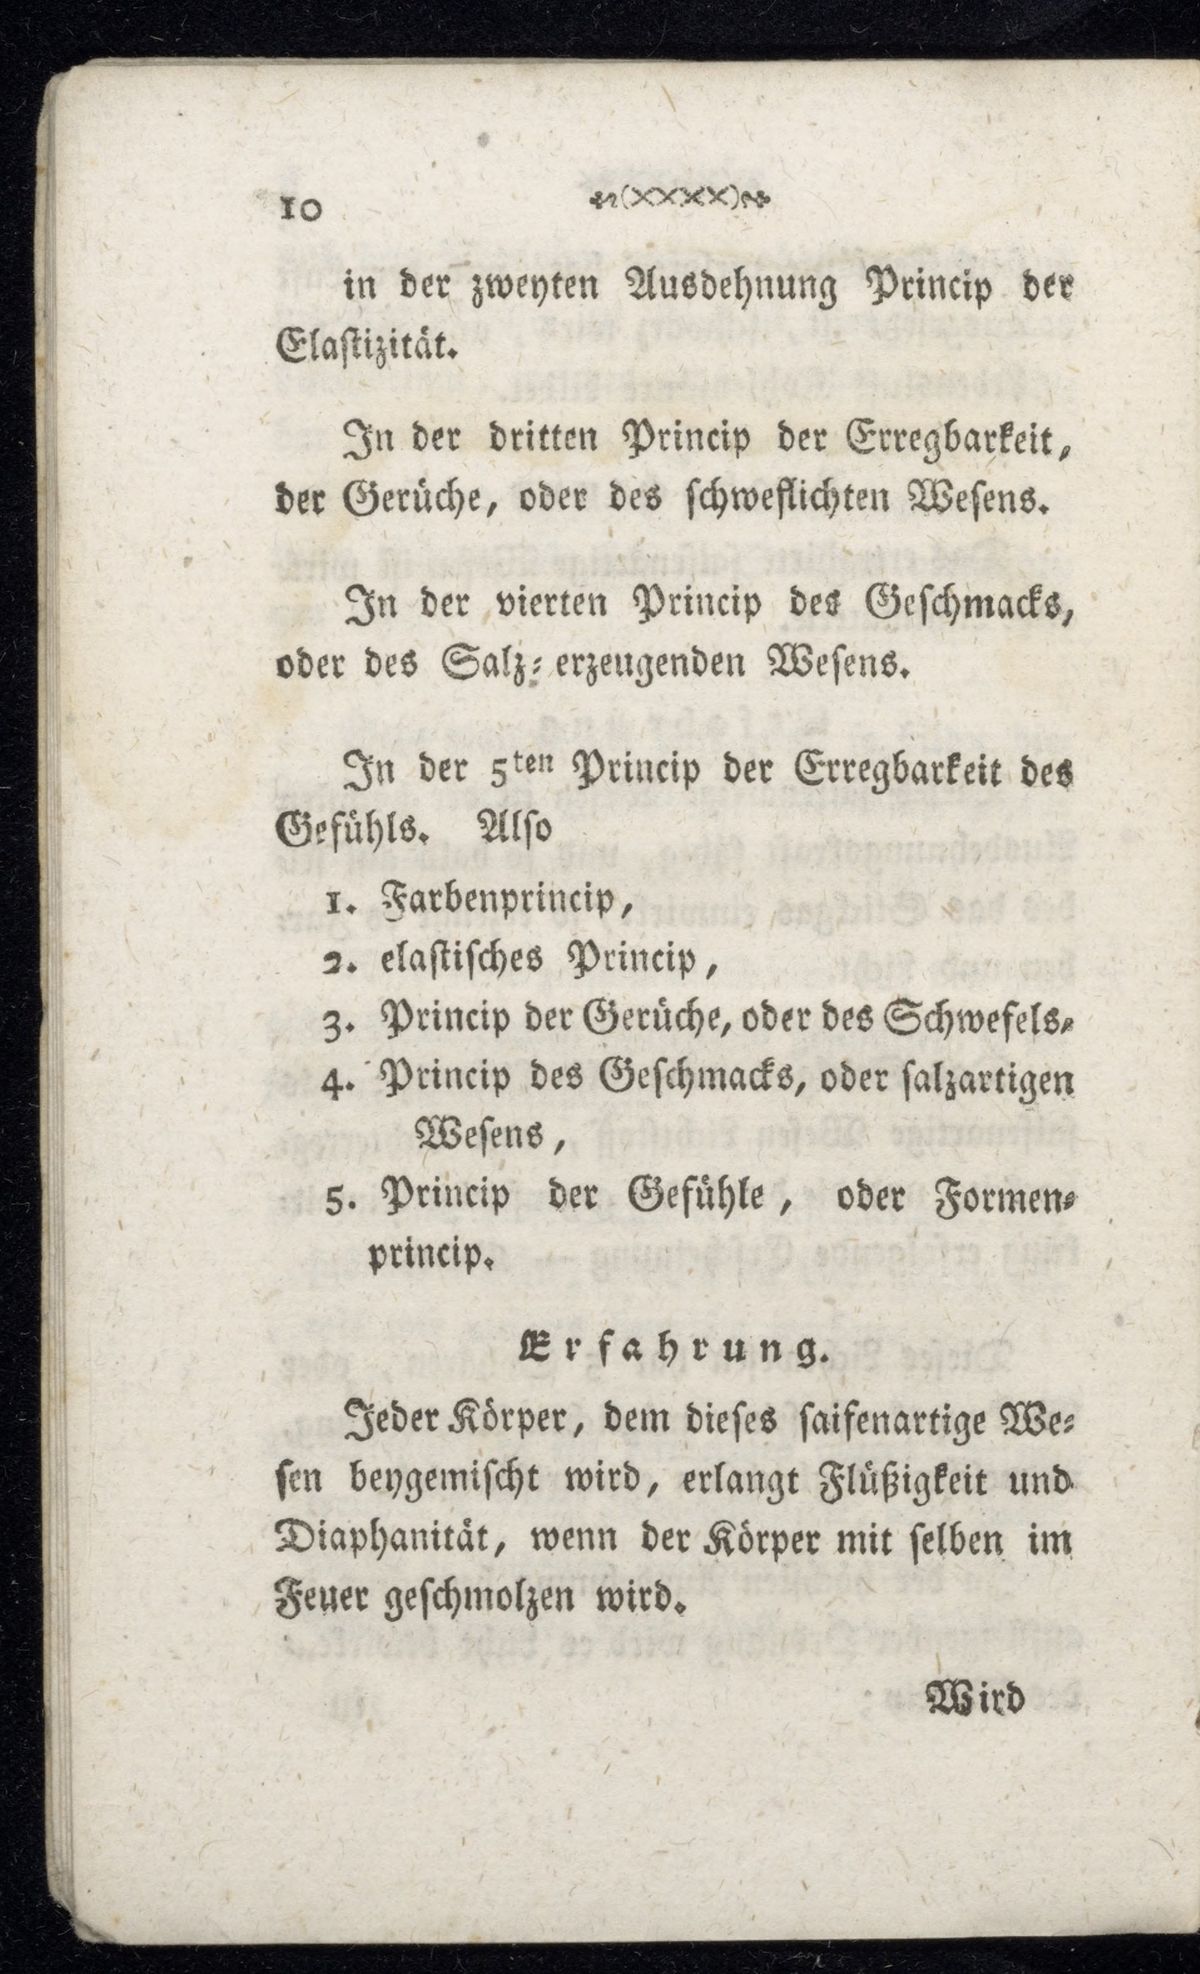 10
(XXXX)
in der zweyten Ausdehnung Princip der
Elaſtizität.
In der dritten Princip der Erregbarkeit,
der Gerüche, oder des ſchweflichten Weſens.
In der vierten Princip des Geſchmacks,
oder des Salz⸗erzeugenden Weſens.
In der 5ten Princip der Erregbarkeit des
Gefühls. Alſo
1. Farbenprincip,
2. elaſtiſches Princip,
3. Princip der Gerüche, oder des Schwefels⸗
4. Princip des Geſchmacks, oder ſalzartigen
Weſens,
5. Princip der Gefühle, oder Formen⸗
princip.
Erfahrung.
Jeder Körper, dem dieſes ſaifenartige We⸗
ſen beygemiſcht wird, erlangt Flüßigkeit und
Diaphanität, wenn der Körper mit ſelben im
Feuer geſchmolzen wird.
Wird